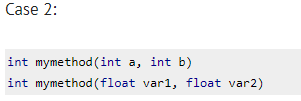 Case 2:
int mymethod(int a, int b)
int mymethod(float var1, float var2)